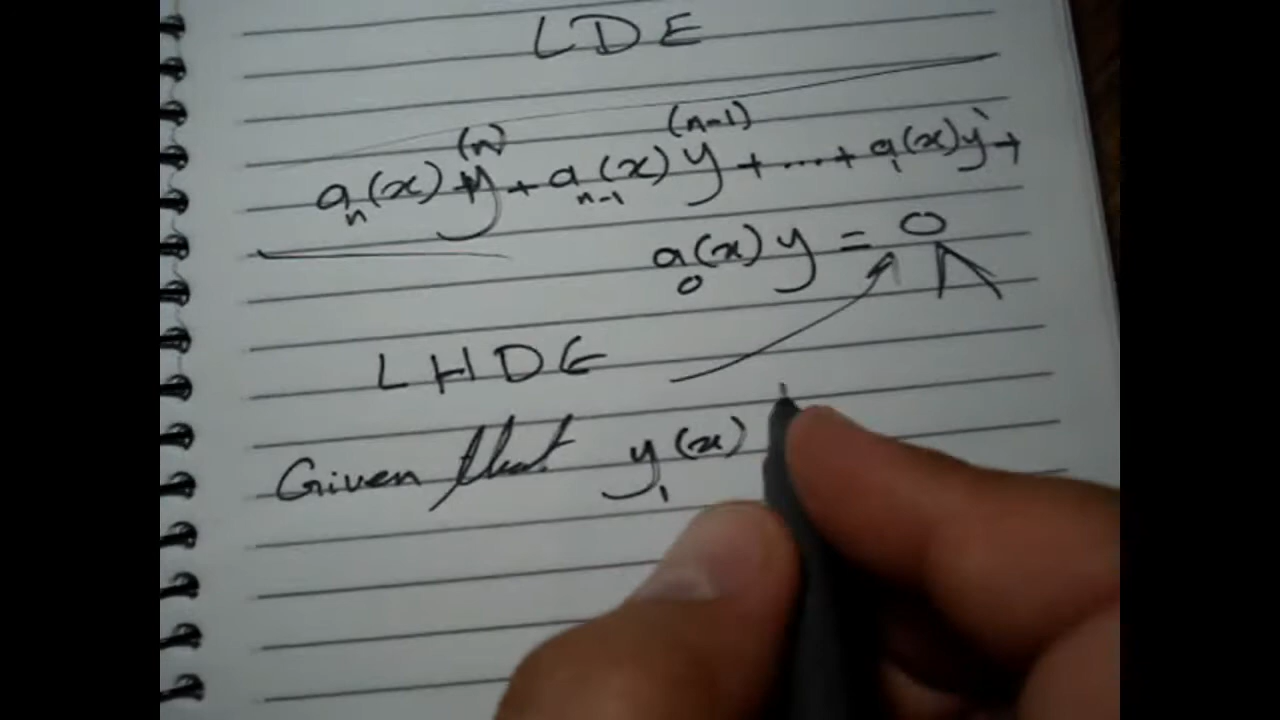 LDE
aₙ(x) y⁽ⁿ⁾ + aₙ₋₁(x) y⁽ⁿ⁻¹⁾ + .... + a₁(x) y' +
a₀(x) y = 0
LHDE
Given that y₁(x)